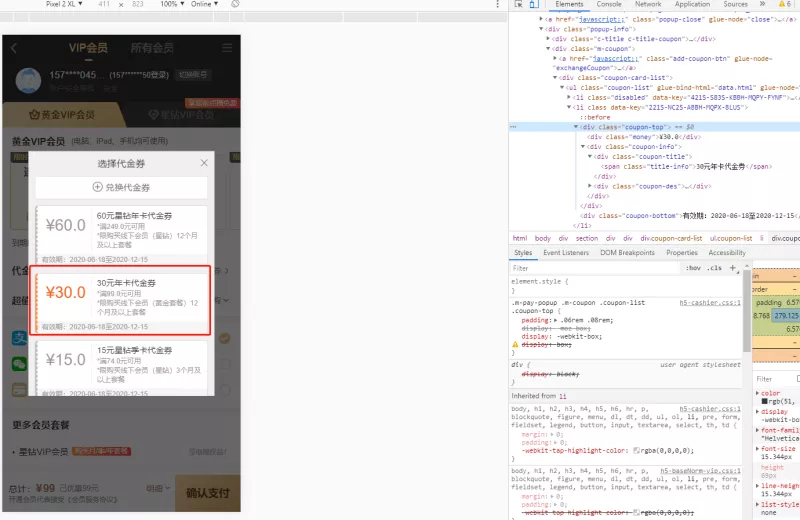 Pixel 2 XL ▼ 411 × 823 100% ▼ Online ▼
VIP会员 所有会员
157****045... (157******50登录) 切换账号
黄金VIP会员 星钻VIP会员
黄金VIP会员 (电脑、iPad、手机均可使用)
选择代金券
兑换代金券
¥60.0
60元星钻年卡代金券
*满249.0元可用
*限购买线下会员（星钻）12个月及以上套餐
有效期：2020-06-18至2020-12-15
¥30.0
30元年卡代金券
*满99.0元可用
*限购买线下会员（黄金套餐）12个月及以上套餐
有效期：2020-06-18至2020-12-15
¥15.0
15元星钻季卡代金券
*满74.0元可用
*限购买线下会员（星钻）3个月及以上套餐
有效期：2020-06-18至2020-12-15
更多会员套餐
星钻VIP会员
总计：¥99 已优惠99元 明细
开通会员代表接受《会员服务协议》
确认支付
Elements Console Network Application Sources » 6
<a href="javascript:;" class="popup-close" glue-node="close">…</a>
<div class="popup-info">
<div class="c-title c-title-coupon">…</div>
<div class="m-coupon">
<a href="javascript:;" class="add-coupon-btn" glue-node="exchangeCoupon">…</a>
<div class="coupon-card-list">
<ul class="coupon-list" glue-bind-html="data.html" glue-
<li class="disabled" data-key=
<li class data-key=
::before
<div class="coupon-top"> == $0
<div class="money">¥30.0</div>
<div class="coupon-info">
<div class="coupon-title">
<span class="title-info">30元年卡代金券</span>
</div>
<div class="coupon-des">…</div>
</div>
</div>
<div class="coupon-bottom">有效期：2020-06-18至2020-12-15</
</li>
html body div section div div div.coupon-card-list ul.coupon-list li div.coupon
Styles Event Listeners DOM Breakpoints Properties Accessibility
Filter :hov .cls +
element.style {
}
.m-pay-popup .m-coupon .coupon-list h5-cashier.css:1
.coupon-top {
padding: .06rem .08rem;
display: -moz-box;
display: -webkit-box;
display: box;
}
div { user agent stylesheet
display: block;
}
Inherited from li
body, h1, h2, h3, h4, h5, h6, hr, p, h5-cashier.css:1
blockquote, figure, menu, dl, dt, dd, ul, ol, li, pre, form,
fieldset, legend, button, input, textarea, select, th, td {
margin: 0;
padding: 0;
-webkit-tap-highlight-color: rgba(0,0,0,0);
}
body, h1, h2, h3, h4, h5, h6, hr, p, h5-baseNorm-vip.css:1
blockquote, figure, menu, dl, dt, dd, ul, ol, li, pre, form,
fieldset, legend, button, input, textarea, select, th, td {
margin: 0;
padding: 0;
-webkit-tap-highlight-color: rgba(0,0,0,0);
padding 6.57
8.768 279.125
6.57
Filter
color
rgb(51,
display
-webkit-box
font-family
"Helvetica
font-size
15.344px
height
line-height
15.344px
list-style
none